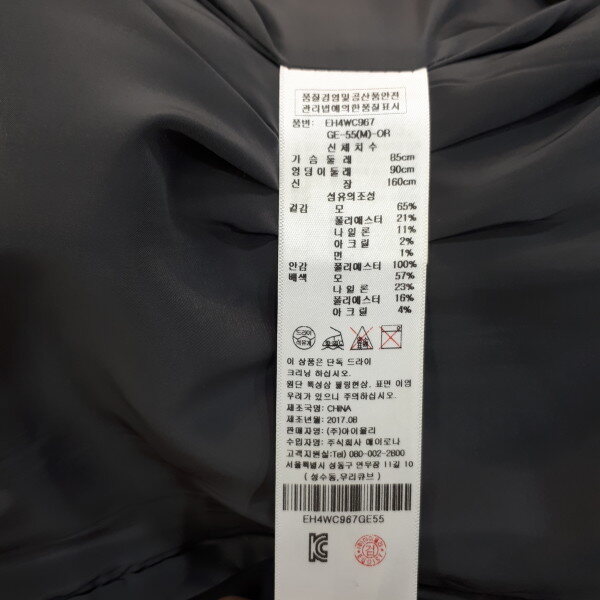 품질경영및공산품안전
관리법에의한품질표시
품번: EH4WC967
GE-55(M)-OR
신체치수
가슴둘레 85cm
엉덩이둘레 90cm
신장 160cm
섬유의조성
겉감 모 65%
폴리에스터 21%
나일론 11%
아크릴 2%
면 1%
안감 폴리에스터 100%
배색 모 57%
나일론 23%
폴리에스터 16%
아크릴 4%
드라이
이 상품은 단독 드라이
크리닝 하십시오.
원단 특성상 필링현상, 표면 이염
우려가 있으니 주의하십시오.
제조국명: CHINA
제조년월: 2017.08
판매자명: (주)아이올리
수입자명: 주식회사 에이로나
고객지원실: Tel) 080-002-2800
서울특별시 성동구 연무장 11길 10
(성수동,우리큐브)
EH4WC967GE55
검